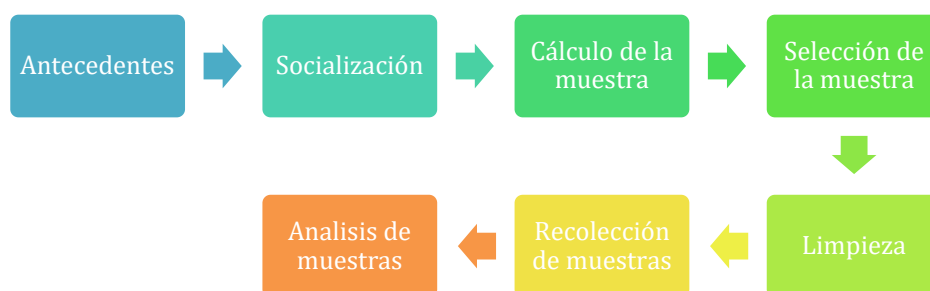 Antecedentes
Socialización
Cálculo de la
muestra
Selección de
la muestra
Limpieza
Recolección
de muestras
Analisis de
muestras